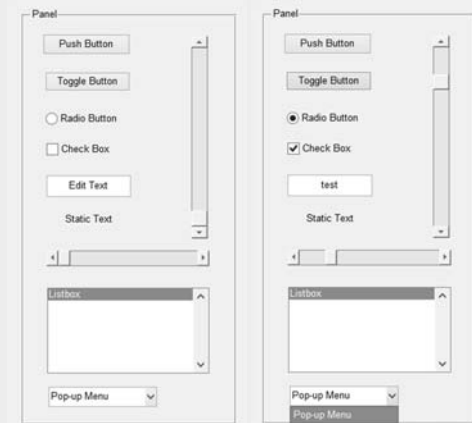 Panel
Push Button
Toggle Button
Radio Button
Check Box
Edit Text
Static Text
Listbox
Pop-up Menu
Panel
Push Button
Toggle Button
Radio Button
Check Box
test
Static Text
Listbox
Pop-up Menu
Pop-up Menu